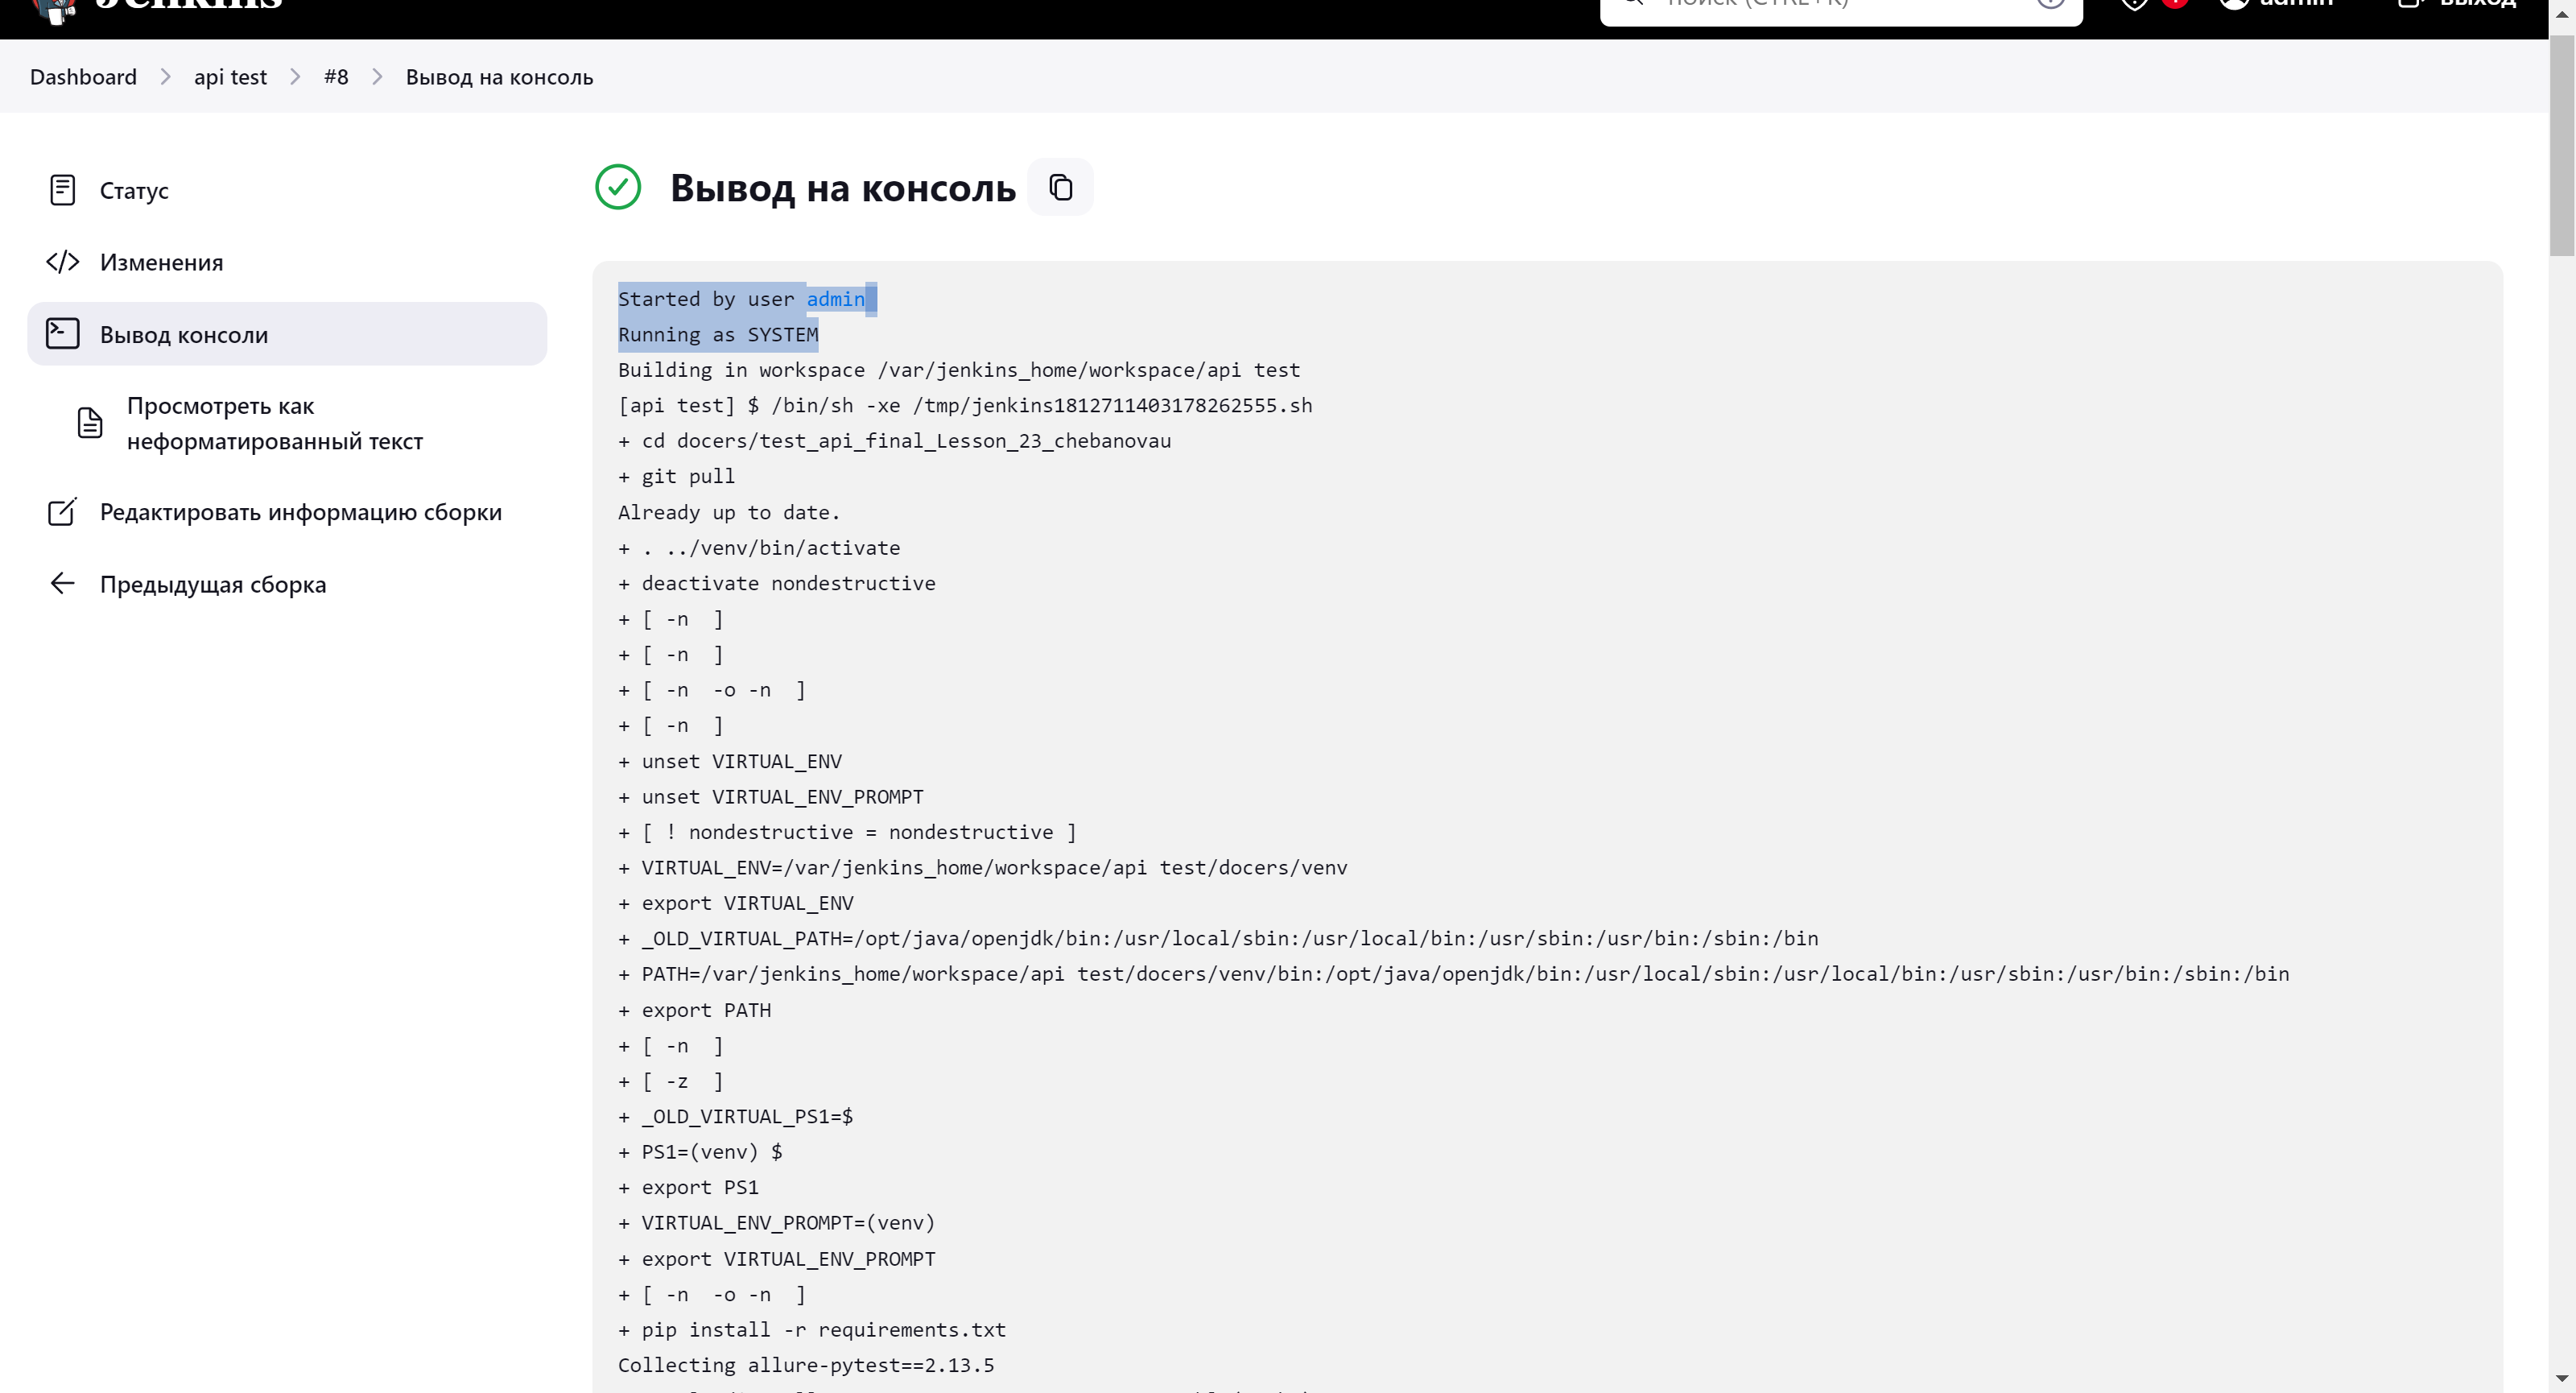 Jenkins
Поиск (CTRL+K)
admin
выход
Dashboard
api test
#8
Вывод на консоль
Статус
Изменения
Вывод консоли
Просмотреть как
неформатированный текст
Редактировать информацию сборки
Предыдущая сборка
Вывод на консоль
Started by user admin
Running as SYSTEM
Building in workspace /var/jenkins_home/workspace/api test
[api test] $ /bin/sh -xe /tmp/jenkins1812711403178262555.sh
+ cd docers/test_api_final_Lesson_23_chebanovau
+ git pull
Already up to date.
+ . ../venv/bin/activate
+ deactivate nondestructive
+ [ -n  ]
+ [ -n  ]
+ [ -n  -o -n  ]
+ [ -n  ]
+ unset VIRTUAL_ENV
+ unset VIRTUAL_ENV_PROMPT
+ [ ! nondestructive = nondestructive ]
+ VIRTUAL_ENV=/var/jenkins_home/workspace/api test/docers/venv
+ export VIRTUAL_ENV
+ _OLD_VIRTUAL_PATH=/opt/java/openjdk/bin:/usr/local/sbin:/usr/local/bin:/usr/sbin:/usr/bin:/sbin:/bin
+ PATH=/var/jenkins_home/workspace/api test/docers/venv/bin:/opt/java/openjdk/bin:/usr/local/sbin:/usr/local/bin:/usr/sbin:/usr/bin:/sbin:/bin
+ export PATH
+ [ -n  ]
+ [ -z  ]
+ _OLD_VIRTUAL_PS1=$
+ PS1=(venv) $
+ export PS1
+ VIRTUAL_ENV_PROMPT=(venv)
+ export VIRTUAL_ENV_PROMPT
+ [ -n  -o -n  ]
+ pip install -r requirements.txt
Collecting allure-pytest==2.13.5